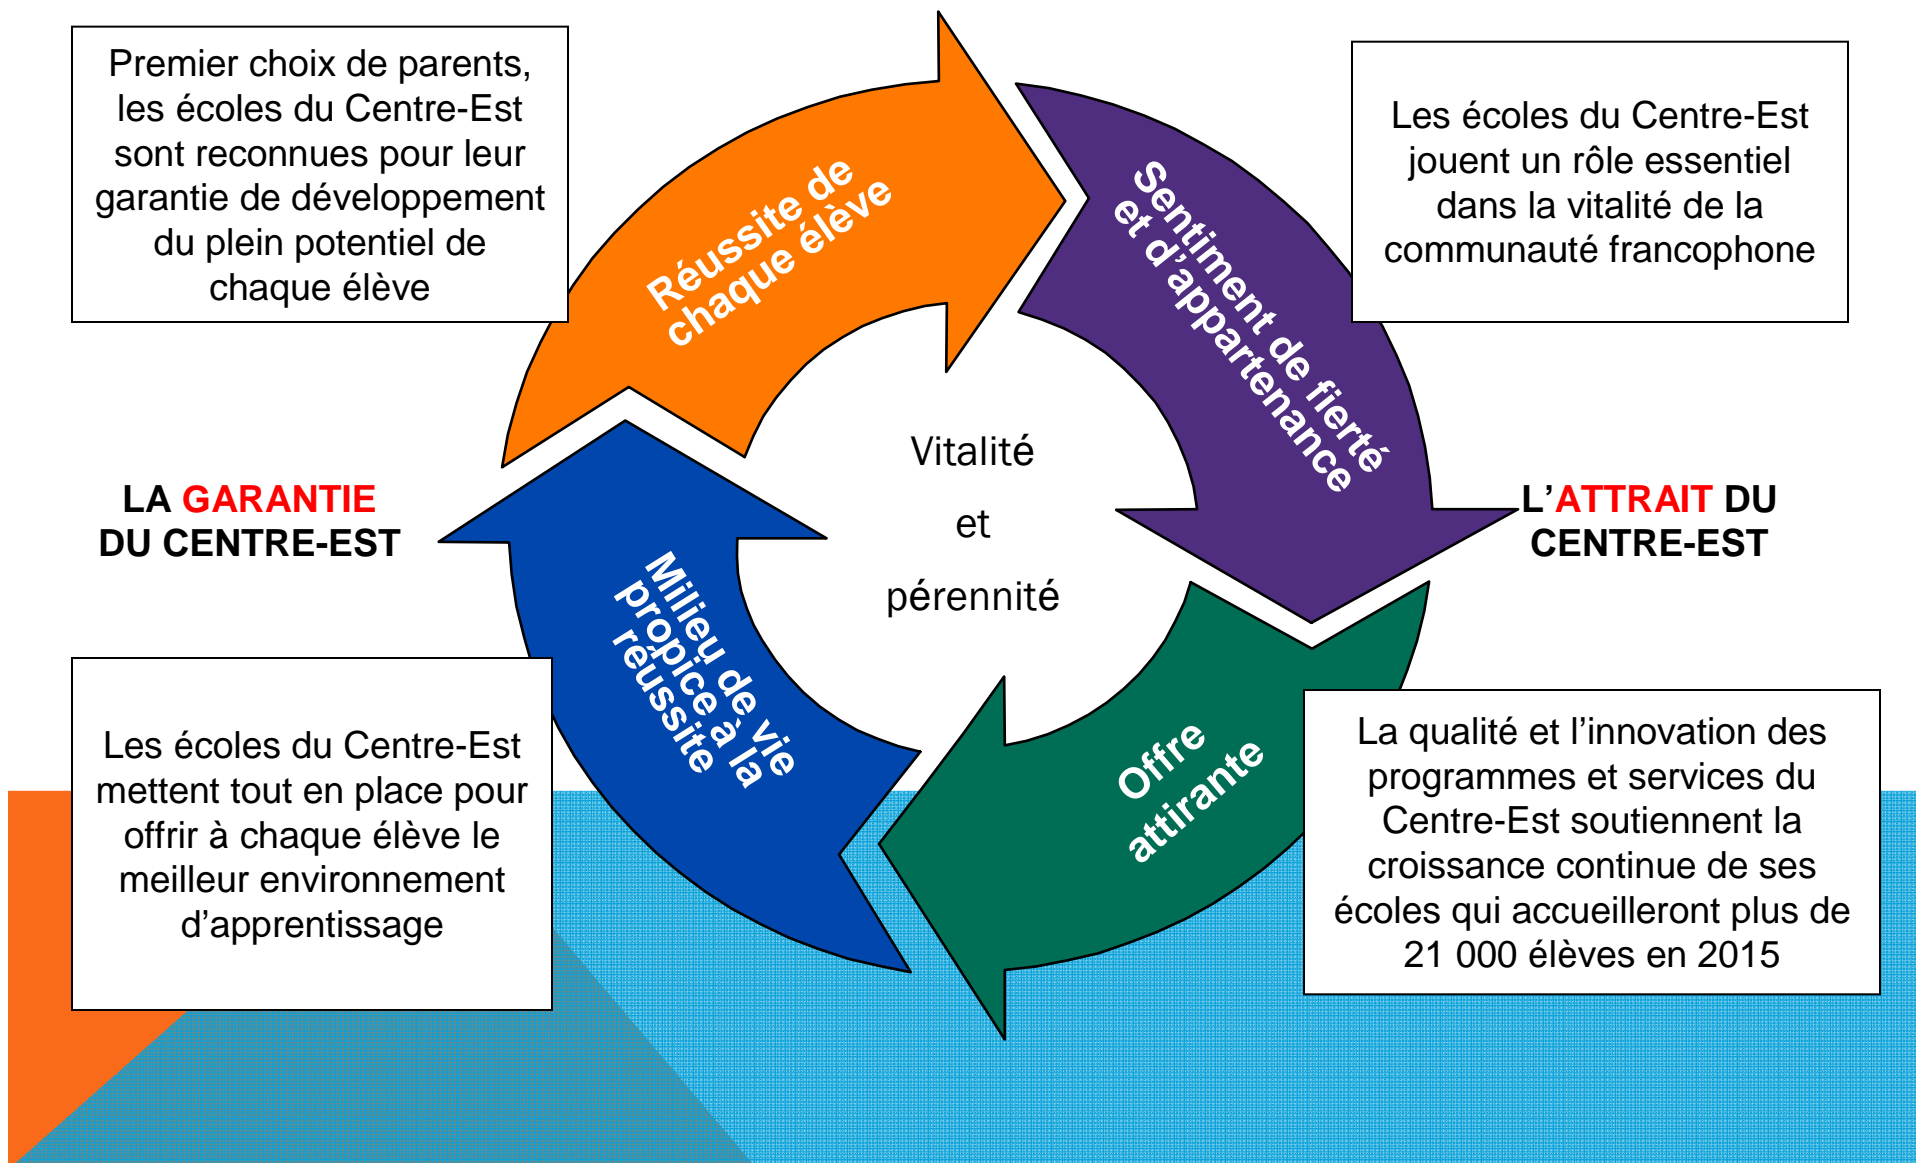 Premier choix de parents,
les écoles du Centre-Est
sont reconnues pour leur
garantie de développement
du plein potentiel de
chaque élève
Réussite de
chaque élève
Sentiment de fierté
et d’appartenance
Les écoles du Centre-Est
jouent un rôle essentiel
dans la vitalité de la
communauté francophone
LA GARANTIE
DU CENTRE-EST
Vitalité
et
pérennité
L’ATTRAIT DU
CENTRE-EST
Milieu de vie
propice à la
réussite
Offre
attirante
Les écoles du Centre-Est
mettent tout en place pour
offrir à chaque élève le
meilleur environnement
d’apprentissage
La qualité et l’innovation des
programmes et services du
Centre-Est soutiennent la
croissance continue de ses
écoles qui accueilleront plus de
21 000 élèves en 2015